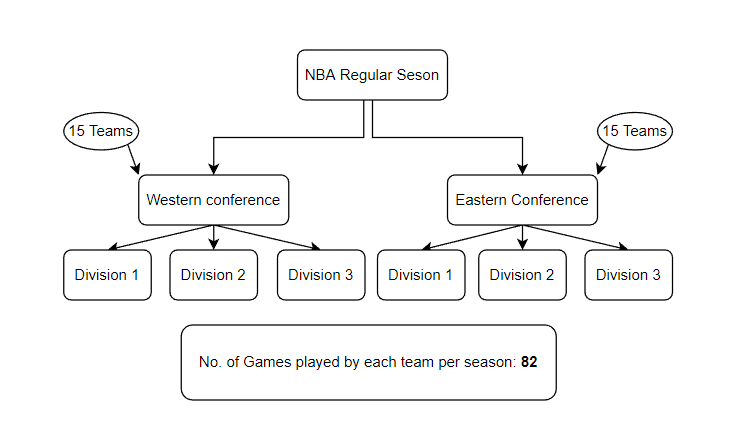 NBA Regular Seson
15 Teams
15 Teams
Western conference
Eastern Conference
Division 1
Division 2
Division 3
Division 1
Division 2
Division 3
No. of Games played by each team per season: 82